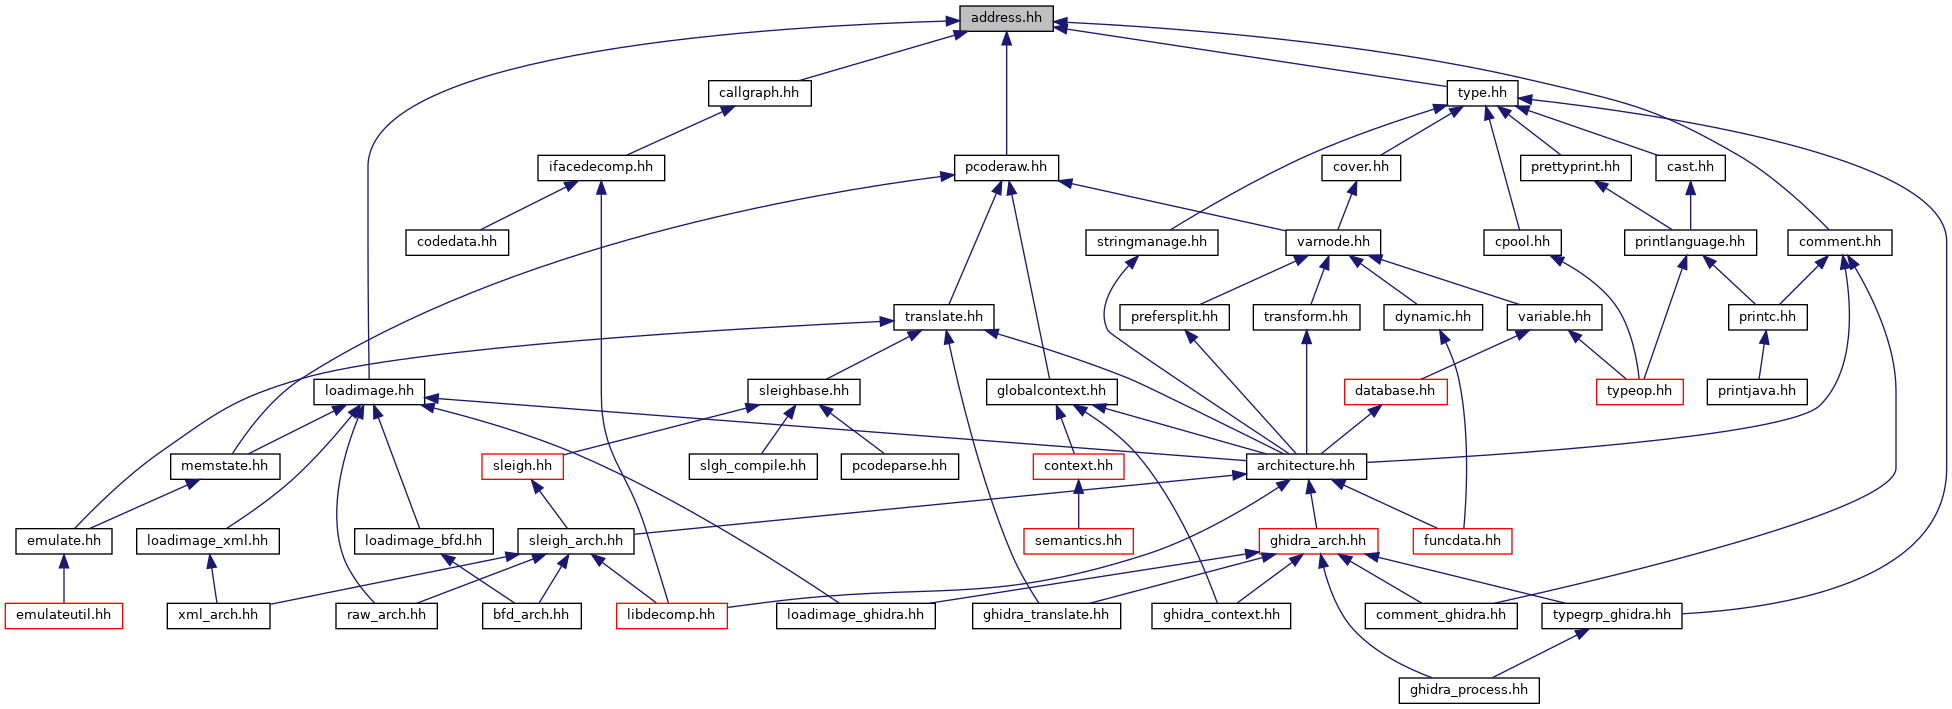 address.hh
callgraph.hh
type.hh
ifacedecomp.hh
pcoderaw.hh
cover.hh
prettyprint.hh
cast.hh
codedata.hh
stringmanage.hh
varnode.hh
cpool.hh
printlanguage.hh
comment.hh
translate.hh
prefersplit.hh
transform.hh
dynamic.hh
variable.hh
printc.hh
loadimage.hh
sleighbase.hh
globalcontext.hh
database.hh
typeop.hh
printjava.hh
memstate.hh
sleigh.hh
slgh_compile.hh
pcodeparse.hh
context.hh
architecture.hh
emulate.hh
loadimage_xml.hh
loadimage_bfd.hh
sleigh_arch.hh
semantics.hh
ghidra_arch.hh
funcdata.hh
emulateutil.hh
xml_arch.hh
raw_arch.hh
bfd_arch.hh
libdecomp.hh
loadimage_ghidra.hh
ghidra_translate.hh
ghidra_context.hh
comment_ghidra.hh
typegrp_ghidra.hh
ghidra_process.hh